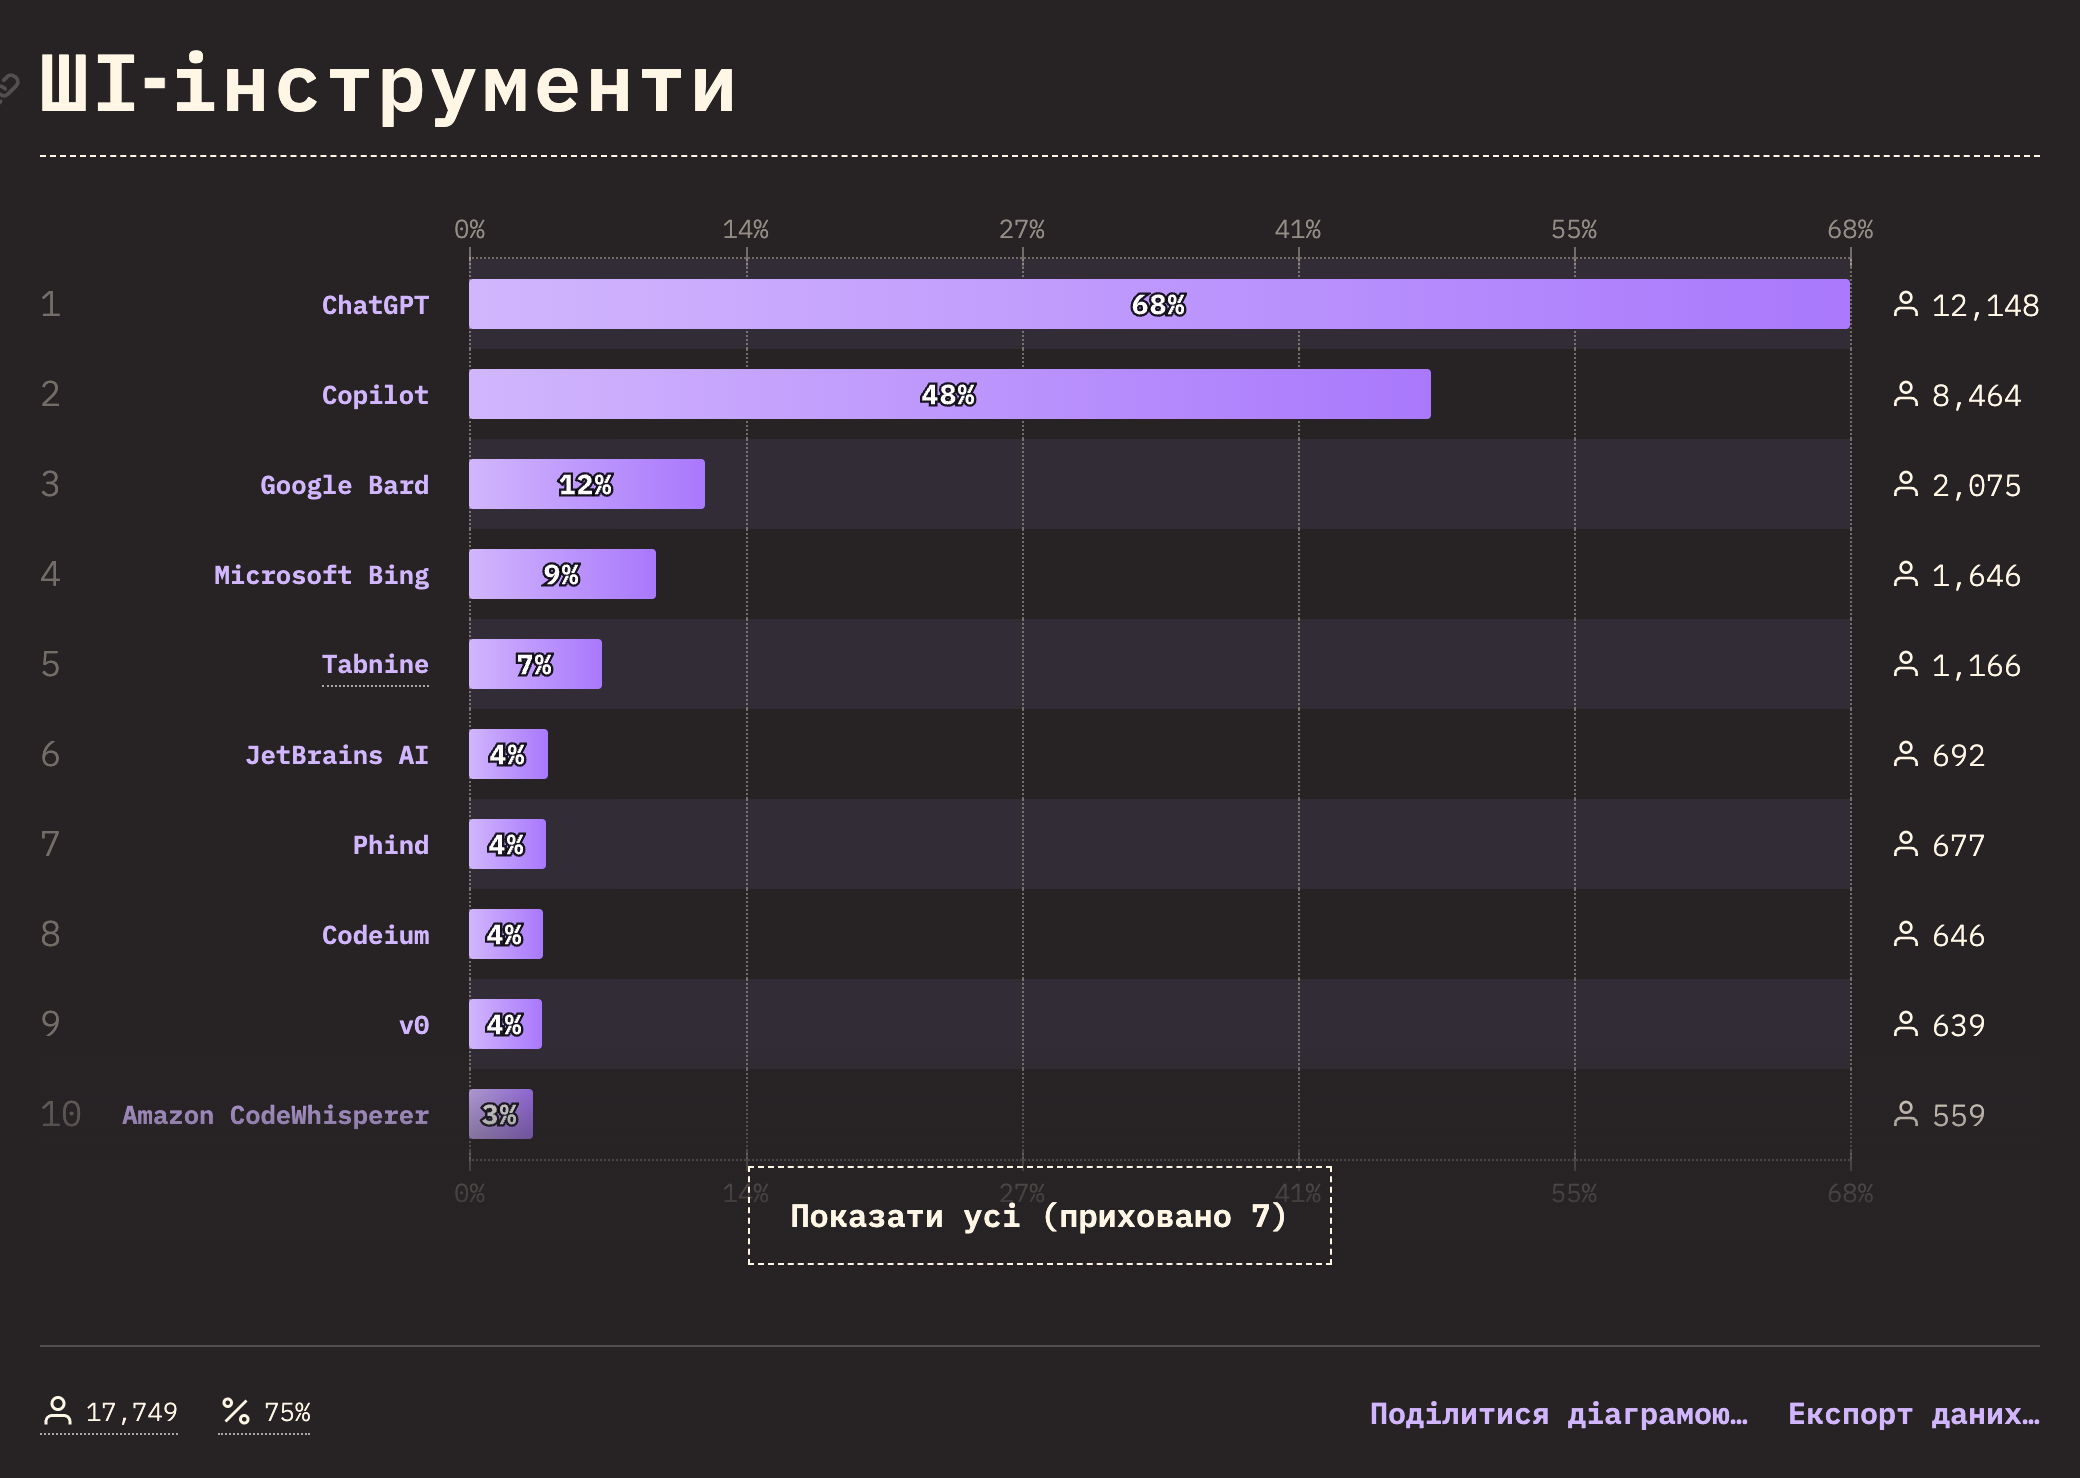 ШІ-інструменти
0% 14% 27% 41% 55% 68%
1 ChatGPT 68% 12,148
2 Copilot 48% 8,464
3 Google Bard 12% 2,075
4 Microsoft Bing 9% 1,646
5 Tabnine 7% 1,166
6 JetBrains AI 4% 692
7 Phind 4% 677
8 Codeium 4% 646
9 v0 4% 639
10 Amazon CodeWhisperer 3% 559
0% 14% 27% 41% 55% 68%
Показати усі (приховано 7)
17,749 % 75% Поділитися діаграмою… Експорт даних…